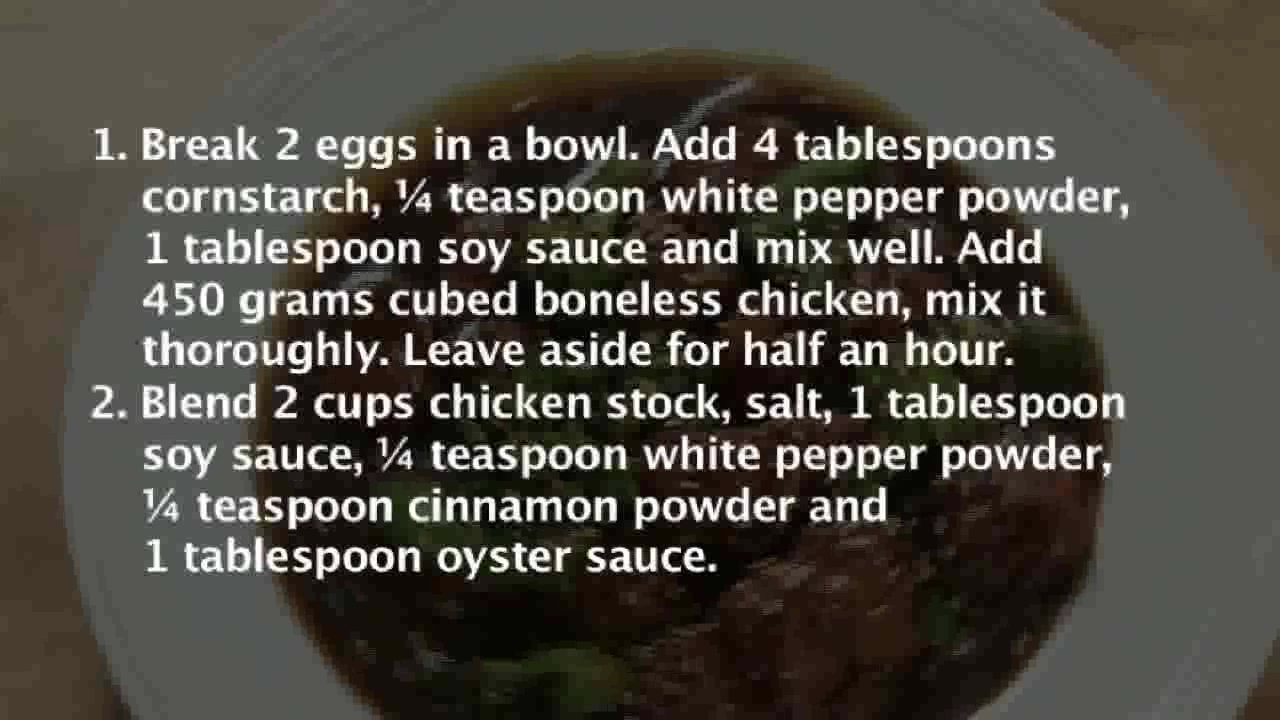 1. Break 2 eggs in a bowl. Add 4 tablespoons
cornstarch, ¼ teaspoon white pepper powder,
1 tablespoon soy sauce and mix well. Add
450 grams cubed boneless chicken, mix it
thoroughly. Leave aside for half an hour.
2. Blend 2 cups chicken stock, salt, 1 tablespoon
soy sauce, ¼ teaspoon white pepper powder,
¼ teaspoon cinnamon powder and
1 tablespoon oyster sauce.